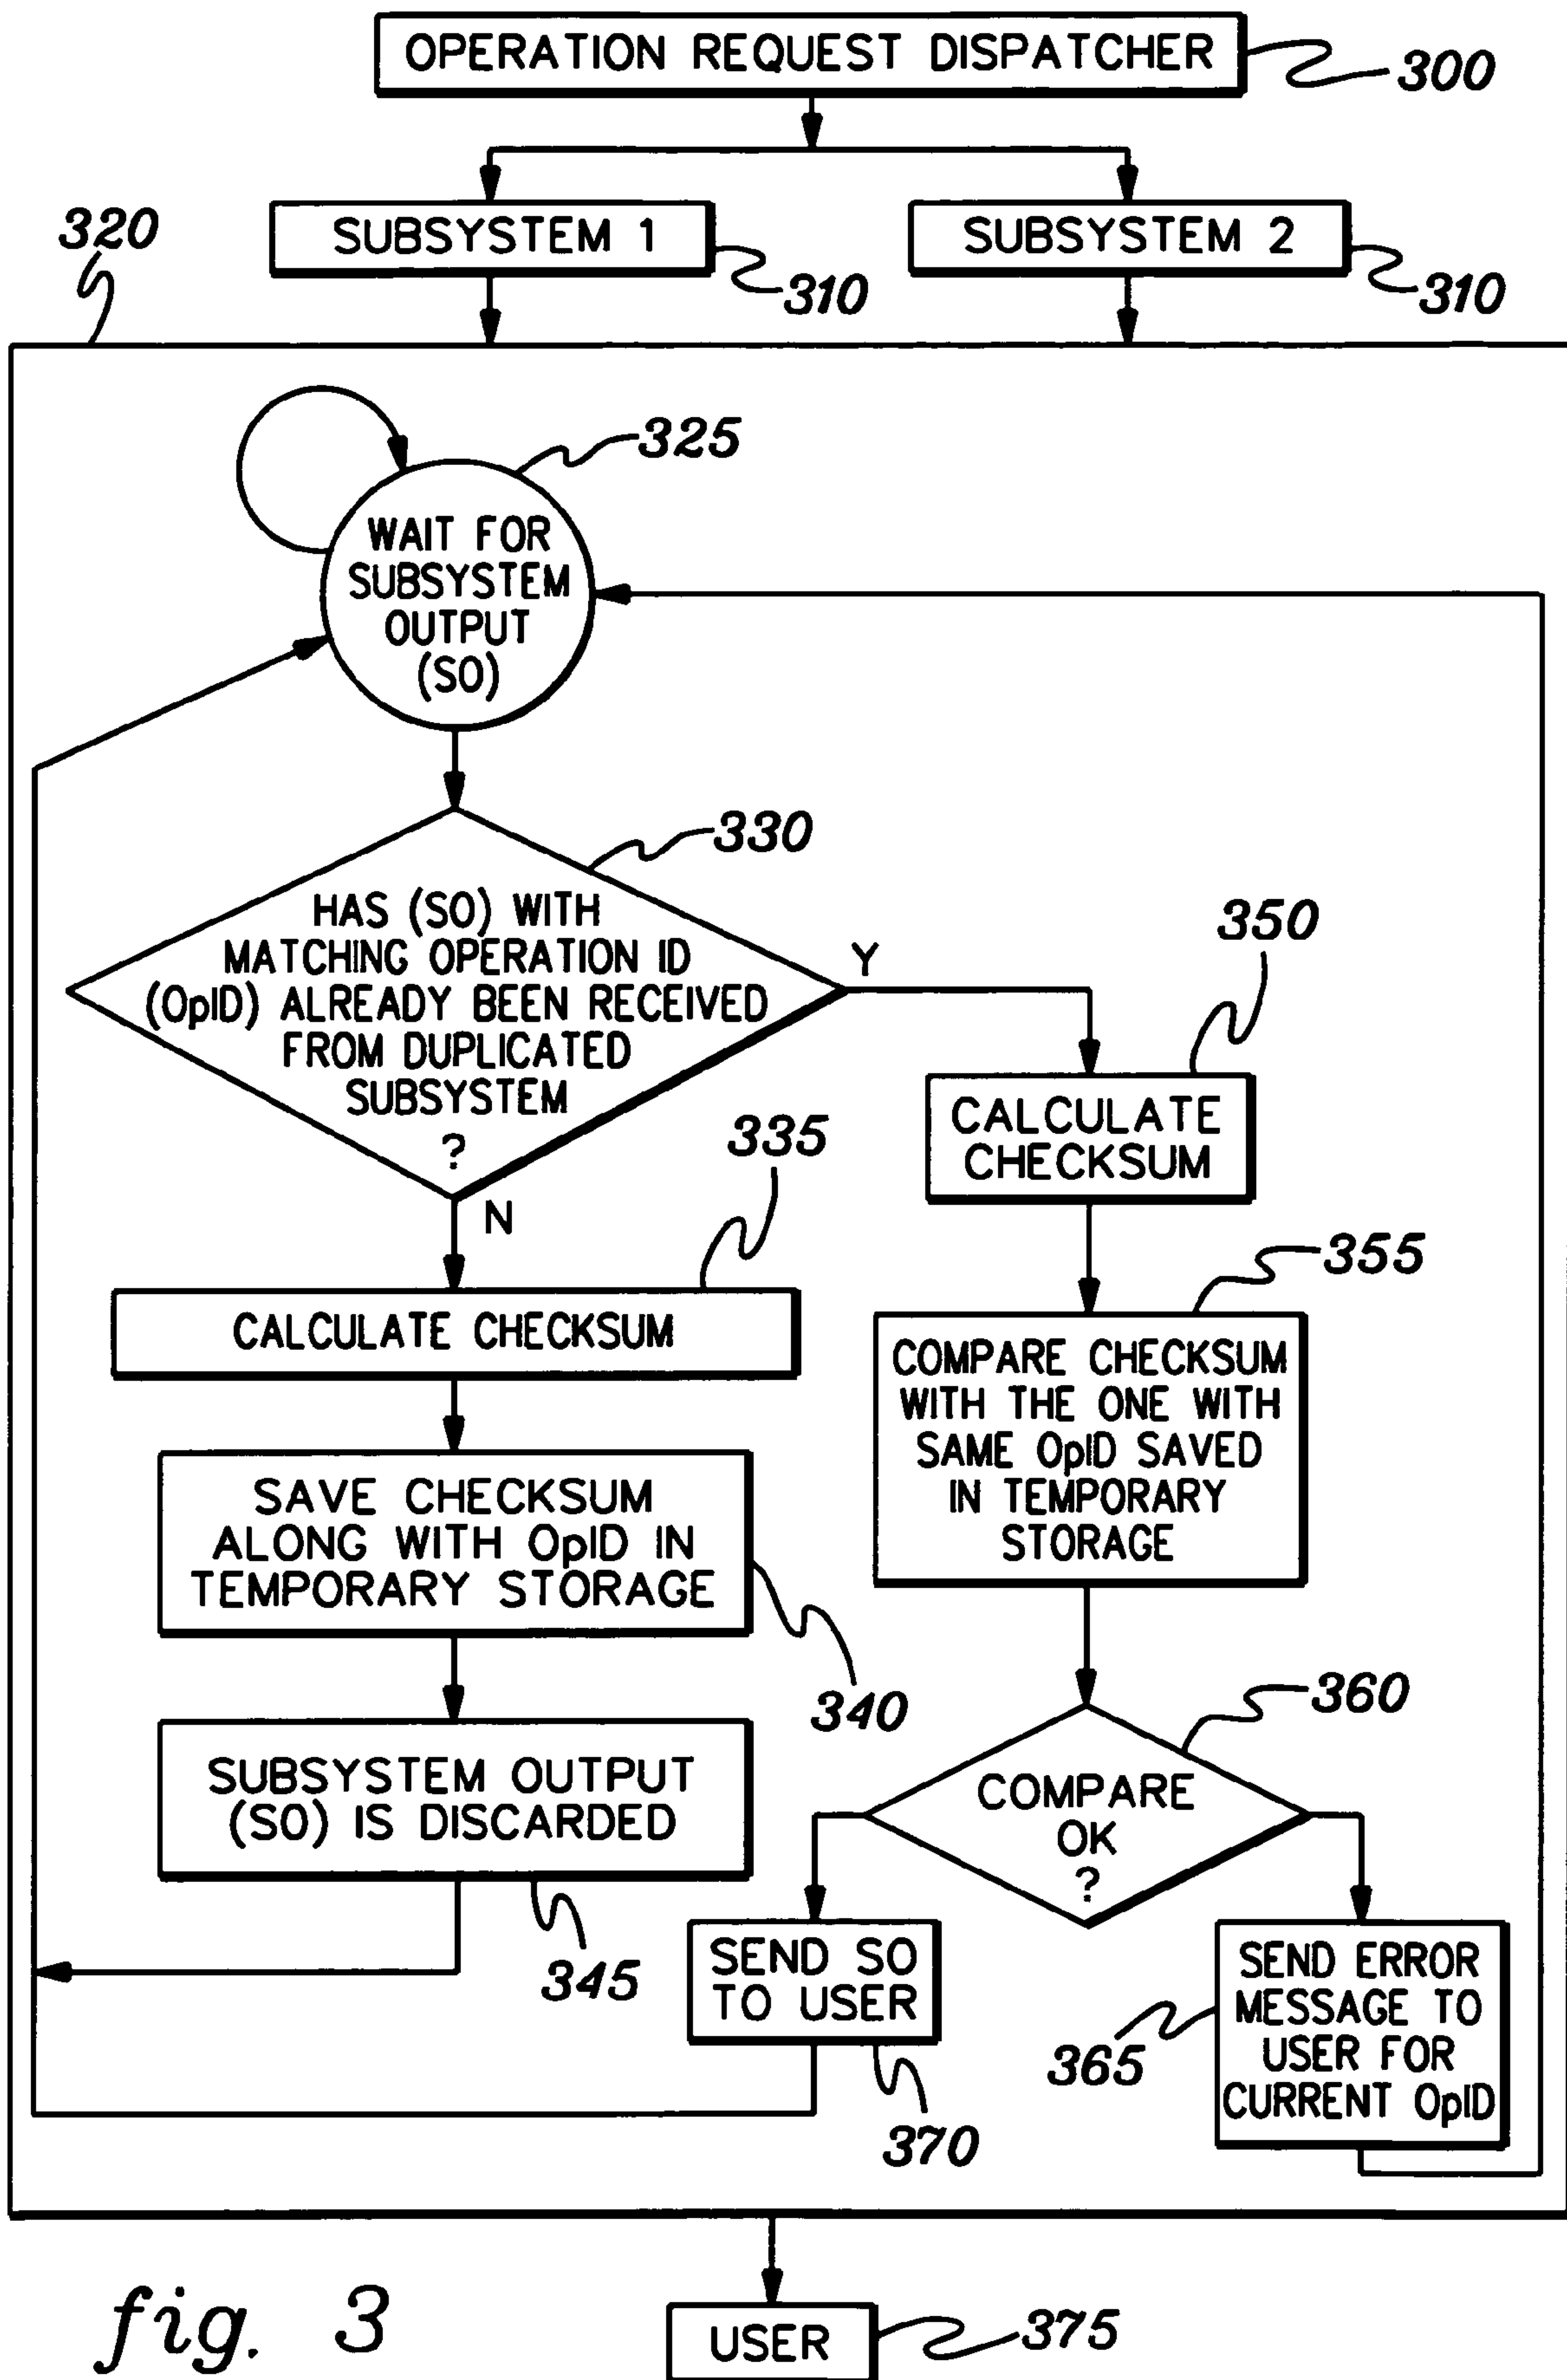 OPERATION REQUEST DISPATCHER
300
SUBSYSTEM 1
310
SUBSYSTEM 2
310
320
WAIT FOR
SUBSYSTEM
OUTPUT
(SO)
325
HAS (SO) WITH
MATCHING OPERATION ID
(OpID) ALREADY BEEN RECEIVED
FROM DUPLICATED
SUBSYSTEM
?
330
Y
N
350
CALCULATE
CHECKSUM
335
CALCULATE CHECKSUM
355
COMPARE CHECKSUM
WITH THE ONE WITH
SAME OpID SAVED
IN TEMPORARY
STORAGE
SAVE CHECKSUM
ALONG WITH OpID IN
TEMPORARY STORAGE
340
360
COMPARE
OK
?
SUBSYSTEM OUTPUT
(SO) IS DISCARDED
345
SEND SO
TO USER
370
SEND ERROR
MESSAGE TO
USER FOR
CURRENT OpID
365
USER
375
fig. 3